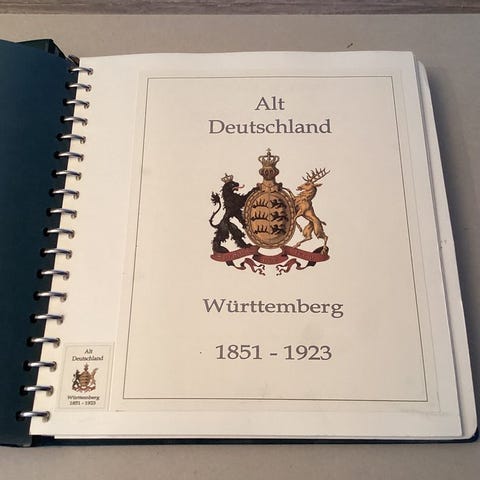 Alt
Deutschland
Württemberg
1851 - 1923
Alt
Deutschland
Württemberg
1851 - 1923